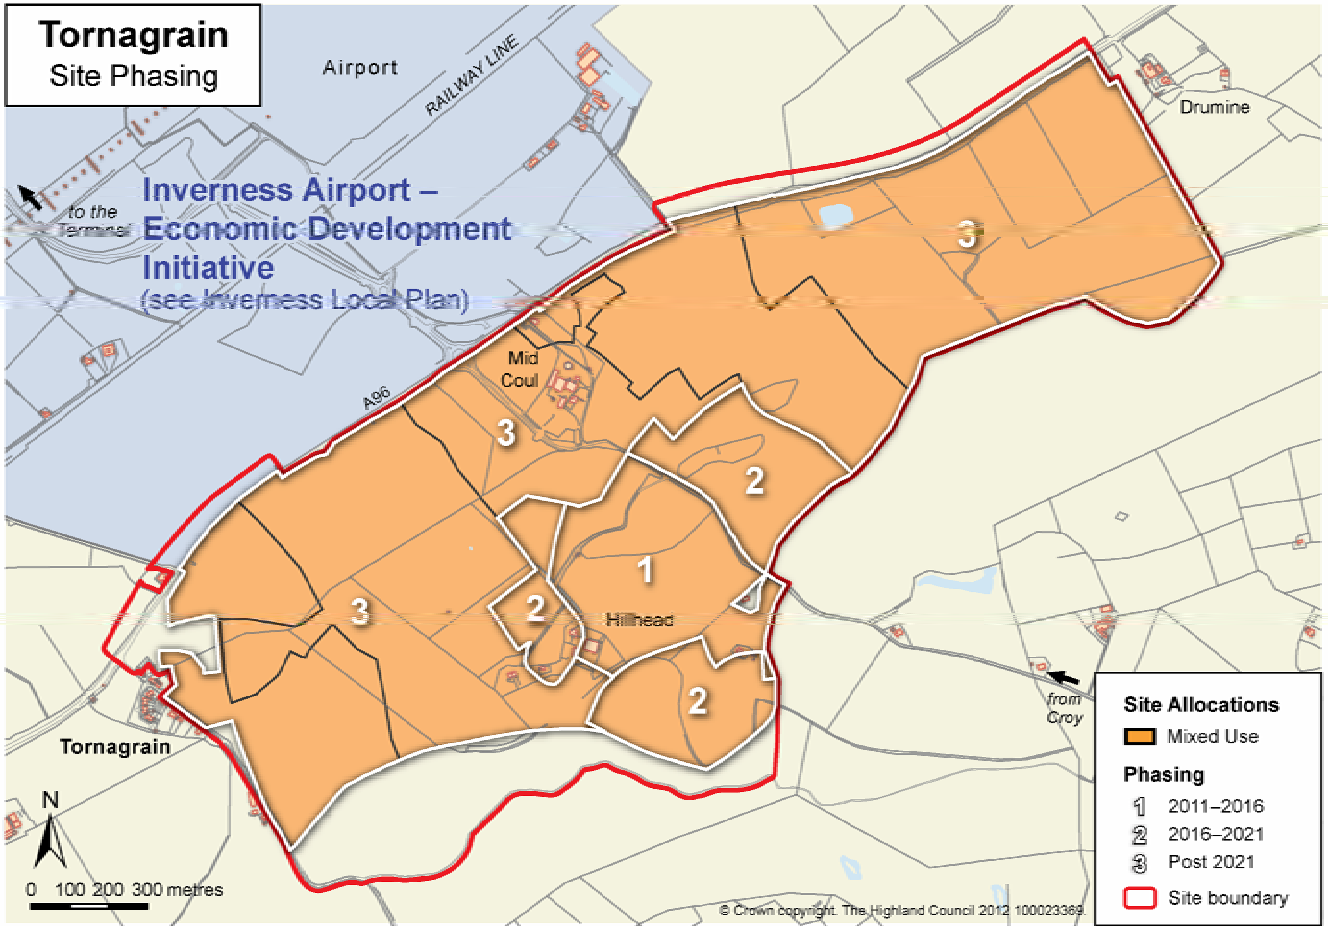 Tornagrain
Site Phasing
Airport
RAILWAY LINE
Drumine
to the
Terminal
Inverness Airport –
Economic Development
Initiative
(see Inverness Local Plan)
3
Mid
Coul
A96
3
2
1
3
2
Hillhead
2
from
Croy
Tornagrain
N
0 100 200 300 metres
Site Allocations
Mixed Use
Phasing
1 2011–2016
2 2016–2021
3 Post 2021
Site boundary
© Crown copyright. The Highland Council 2012 100023369.